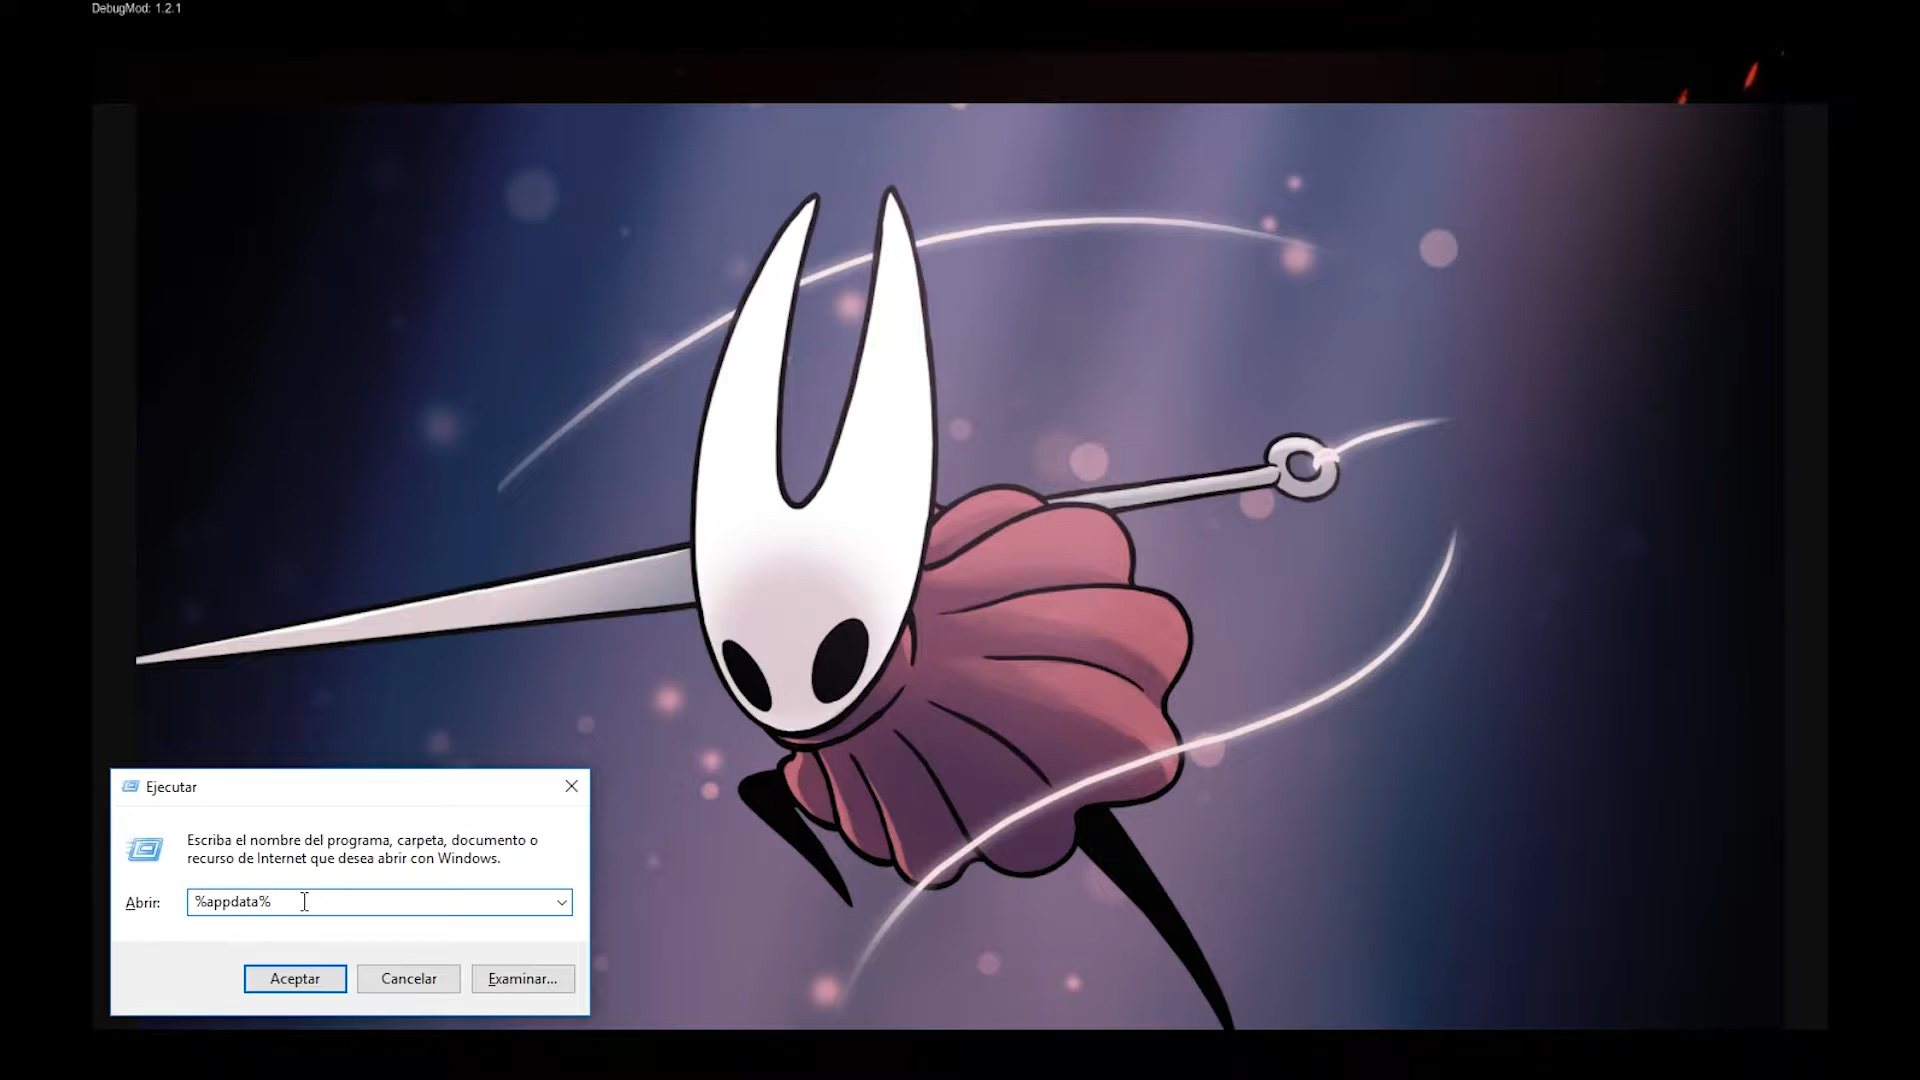 DebugMod: 1.2.1
Ejecutar
Escriba el nombre del programa, carpeta, documento o
recurso de Internet que desea abrir con Windows.
Abrir: %appdata%
Aceptar Cancelar Examinar...